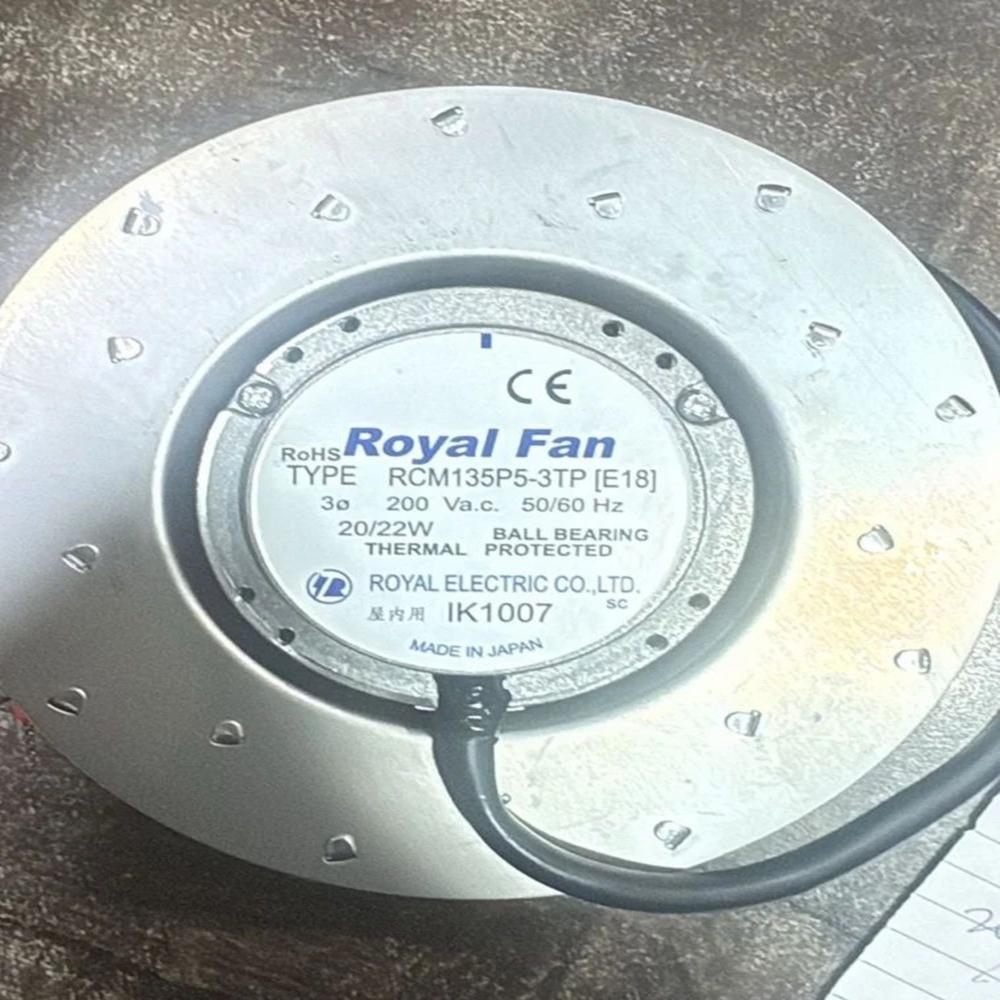 CE
RoHS Royal Fan
TYPE RCM135P5-3TP [E18]
3ø 200 Va.c. 50/60 Hz
20/22W BALL BEARING
THERMAL PROTECTED
ROYAL ELECTRIC CO.,LTD.
屋内用 IK1007 SC
MADE IN JAPAN